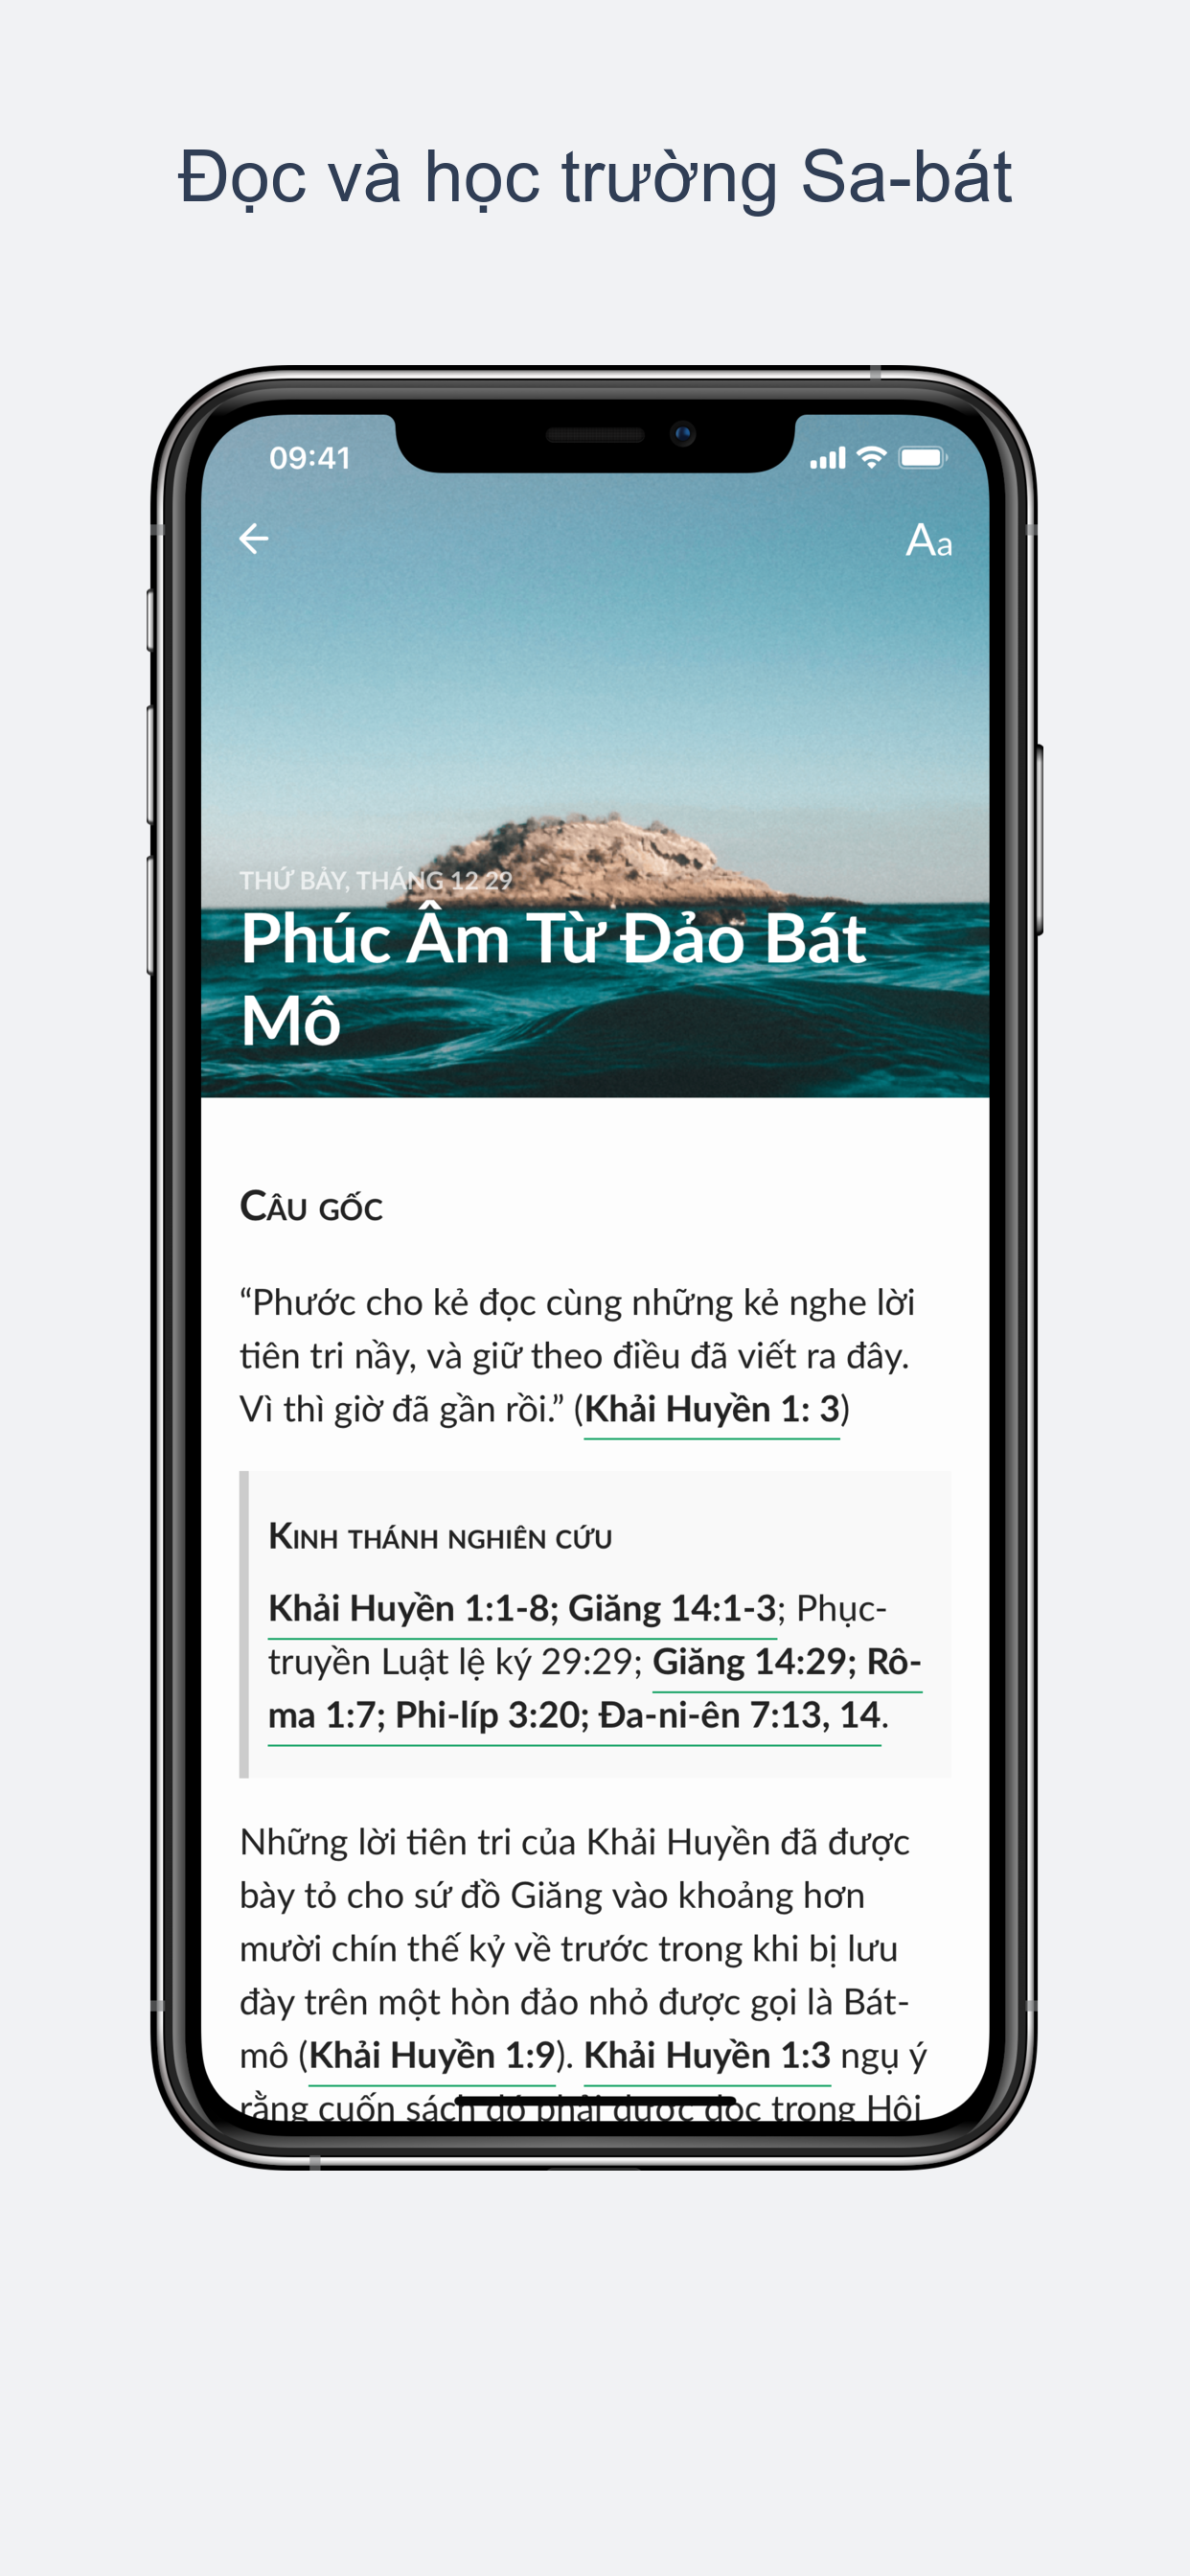 Đọc và học trường Sa-bát
09:41
Aa
THỨ BẢY, THÁNG 12 29
Phúc Âm Từ Đảo Bát
Mô
Câu gốc
“Phước cho kẻ đọc cùng những kẻ nghe lời
tiên tri nầy, và giữ theo điều đã viết ra đây.
Vì thì giờ đã gần rồi.” (Khải Huyền 1: 3)
Kinh thánh nghiên cứu
Khải Huyền 1:1-8; Giăng 14:1-3; Phục-
truyền Luật lệ ký 29:29; Giăng 14:29; Rô-
ma 1:7; Phi-líp 3:20; Đa-ni-ên 7:13, 14.
Những lời tiên tri của Khải Huyền đã được
bày tỏ cho sứ đồ Giăng vào khoảng hơn
mười chín thế kỷ về trước trong khi bị lưu
đày trên một hòn đảo nhỏ được gọi là Bát-
mô (Khải Huyền 1:9). Khải Huyền 1:3 ngụ ý
rằng cuốn sách đó phải được đọc trong Hội